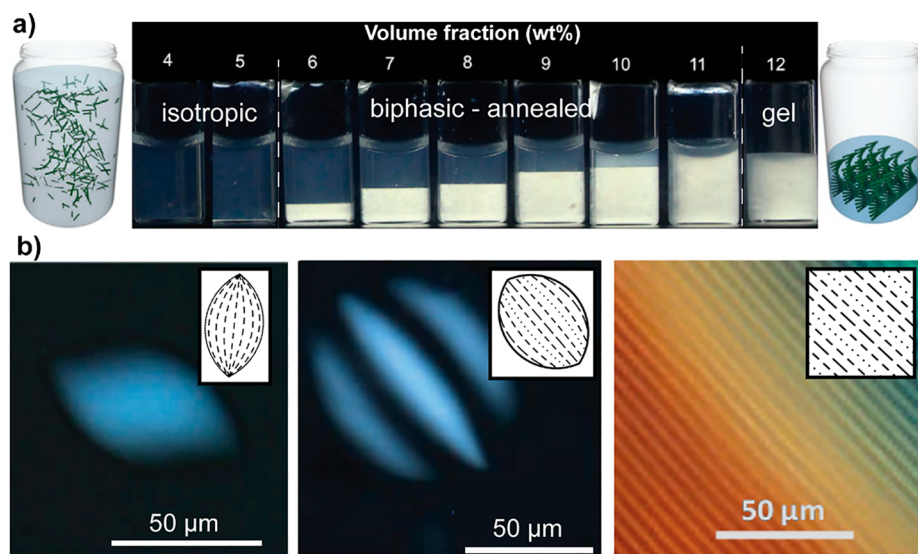 a)
Volume fraction (wt%)
4 5 6 7 8 9 10 11 12
isotropic biphasic - annealed gel
b)
50 µm 50 µm 50 µm